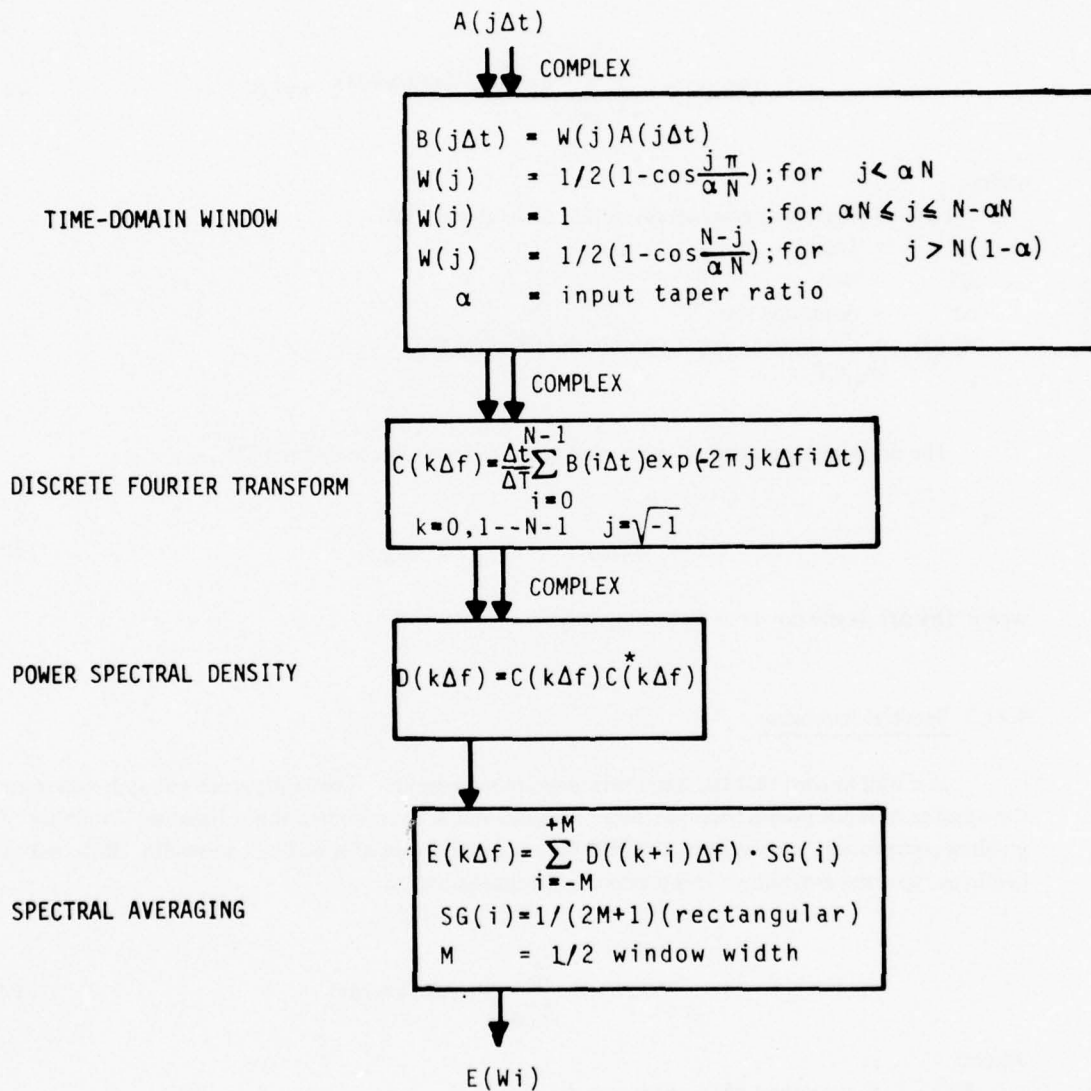 A(jΔt)
COMPLEX
TIME-DOMAIN WINDOW
B(jΔt) = W(j)A(jΔt)
W(j) = 1/2(1-cos jπ/αN);for j< αN
W(j) = 1 ;for αN ≤ j ≤ N-αN
W(j) = 1/2(1-cos N-j/αN);for j > N(1-α)
α = input taper ratio
COMPLEX
DISCRETE FOURIER TRANSFORM
C(kΔf)=Δt/ΔT N-1 ∑ i=0 B(iΔt)exp(-2πjkΔfiΔt)
k=0,1--N-1 j=√-1
COMPLEX
POWER SPECTRAL DENSITY
D(kΔf)=C(kΔf)C*(kΔf)
SPECTRAL AVERAGING
E(kΔf)= +M ∑ i=-M D((k+i)Δf)·SG(i)
SG(i)=1/(2M+1)(rectangular)
M = 1/2 window width
E(Wi)